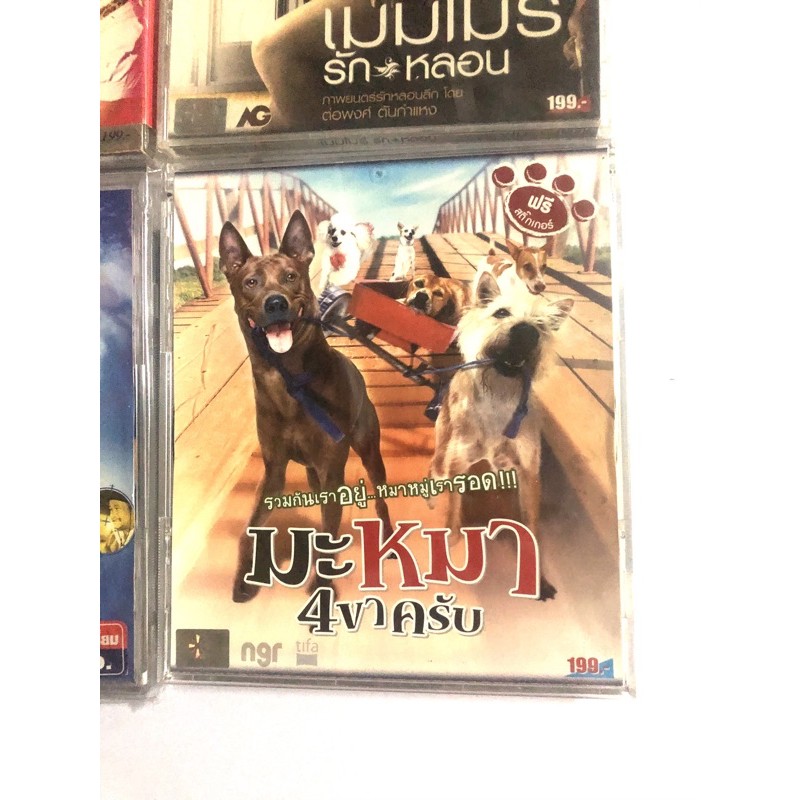 เมมโมรี่
รัก หลอน
ภาพยนตร์รักหลอนลึก โดย
ต่อพงศ์ ตันกำแหง
AG
199.-
199.-
ฟรี
สติ๊กเกอร์
รวมกันเราอยู่...หมาหมู่เรารอด!!!
มะหมา
4ขาครับ
ngr
tifa
199.-